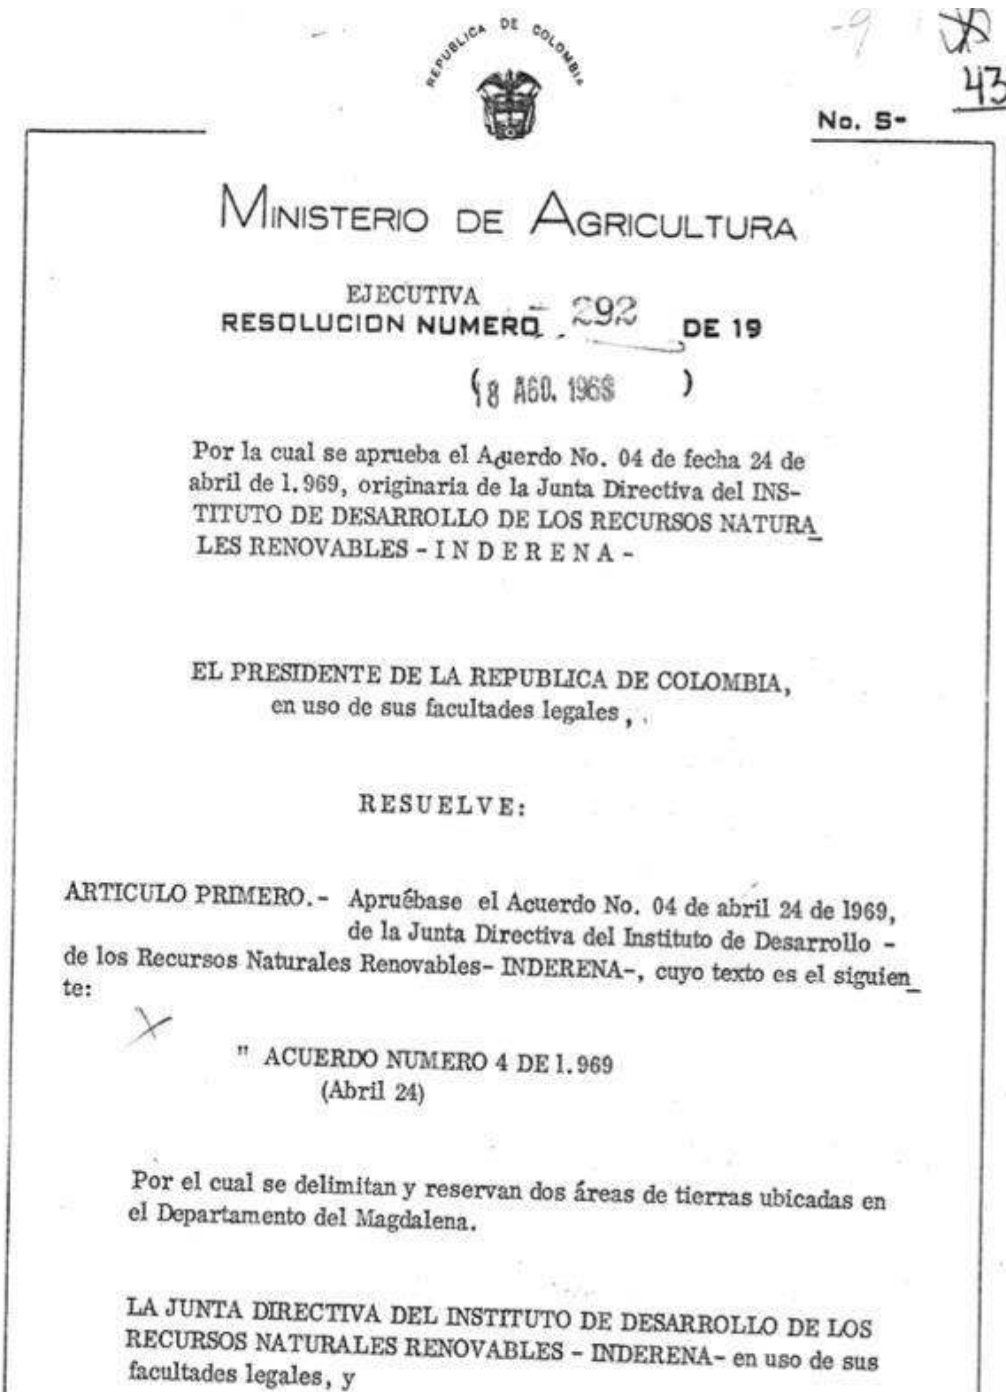 REPUBLICA DE COLOMBIA
-9
43
No. S-
MINISTERIO DE AGRICULTURA
EJECUTIVA
RESOLUCION NUMERO 292 DE 19
( 8 AGO. 1969 )
Por la cual se aprueba el Acuerdo No. 04 de fecha 24 de
abril de 1.969, originaria de la Junta Directiva del INS-
TITUTO DE DESARROLLO DE LOS RECURSOS NATURA_
LES RENOVABLES - I N D E R E N A -
EL PRESIDENTE DE LA REPUBLICA DE COLOMBIA,
en uso de sus facultades legales ,
RESUELVE:
ARTICULO PRIMERO.- Apruébase el Acuerdo No. 04 de abril 24 de 1969,
de la Junta Directiva del Instituto de Desarrollo -
de los Recursos Naturales Renovables- INDERENA-, cuyo texto es el siguien_
te:
" ACUERDO NUMERO 4 DE 1.969
(Abril 24)
Por el cual se delimitan y reservan dos áreas de tierras ubicadas en
el Departamento del Magdalena.
LA JUNTA DIRECTIVA DEL INSTITUTO DE DESARROLLO DE LOS
RECURSOS NATURALES RENOVABLES - INDERENA- en uso de sus
facultades legales, y